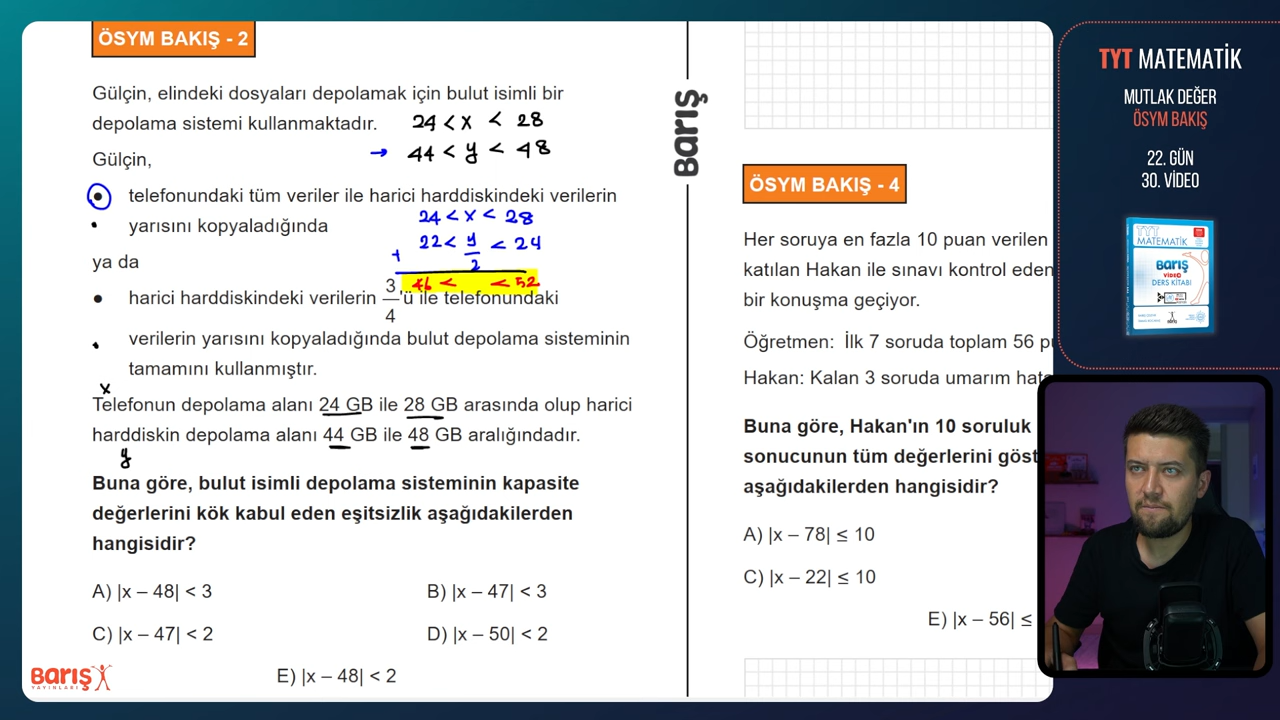 ÖSYM BAKIŞ - 2
Gülçin, elindeki dosyaları depolamak için bulut isimli bir
depolama sistemi kullanmaktadır.
24 < x < 28
→ 44 < y < 48
Gülçin,
• telefonundaki tüm veriler ile harici harddiskindeki verilerin
yarısını kopyaladığında
24 < x < 28
+ 22 < y/2 < 24
46 < < 52
ya da
• harici harddiskindeki verilerin 3/4'ü ile telefonundaki
verilerin yarısını kopyaladığında bulut depolama sisteminin
tamamını kullanmıştır.
x
Telefonun depolama alanı 24 GB ile 28 GB arasında olup harici
harddiskin depolama alanı 44 GB ile 48 GB aralığındadır.
y
Buna göre, bulut isimli depolama sisteminin kapasite
değerlerini kök kabul eden eşitsizlik aşağıdakilerden
hangisidir?
A) |x – 48| < 3
B) |x – 47| < 3
C) |x – 47| < 2
D) |x – 50| < 2
E) |x – 48| < 2
BARIŞ
YAYINLARI
BARIŞ
ÖSYM BAKIŞ - 4
Her soruya en fazla 10 puan verilen
katılan Hakan ile sınavı kontrol eden
bir konuşma geçiyor.
Öğretmen: İlk 7 soruda toplam 56 p
Hakan: Kalan 3 soruda umarım hata
Buna göre, Hakan'ın 10 soruluk
sonucunun tüm değerlerini göst
aşağıdakilerden hangisidir?
A) |x – 78| ≤ 10
C) |x – 22| ≤ 10
E) |x – 56| ≤
TYT MATEMATİK
MUTLAK DEĞER
ÖSYM BAKIŞ
22. GÜN
30. VİDEO
TYT
MATEMATİK
BARIŞ
VİDEO
DERS KİTABI